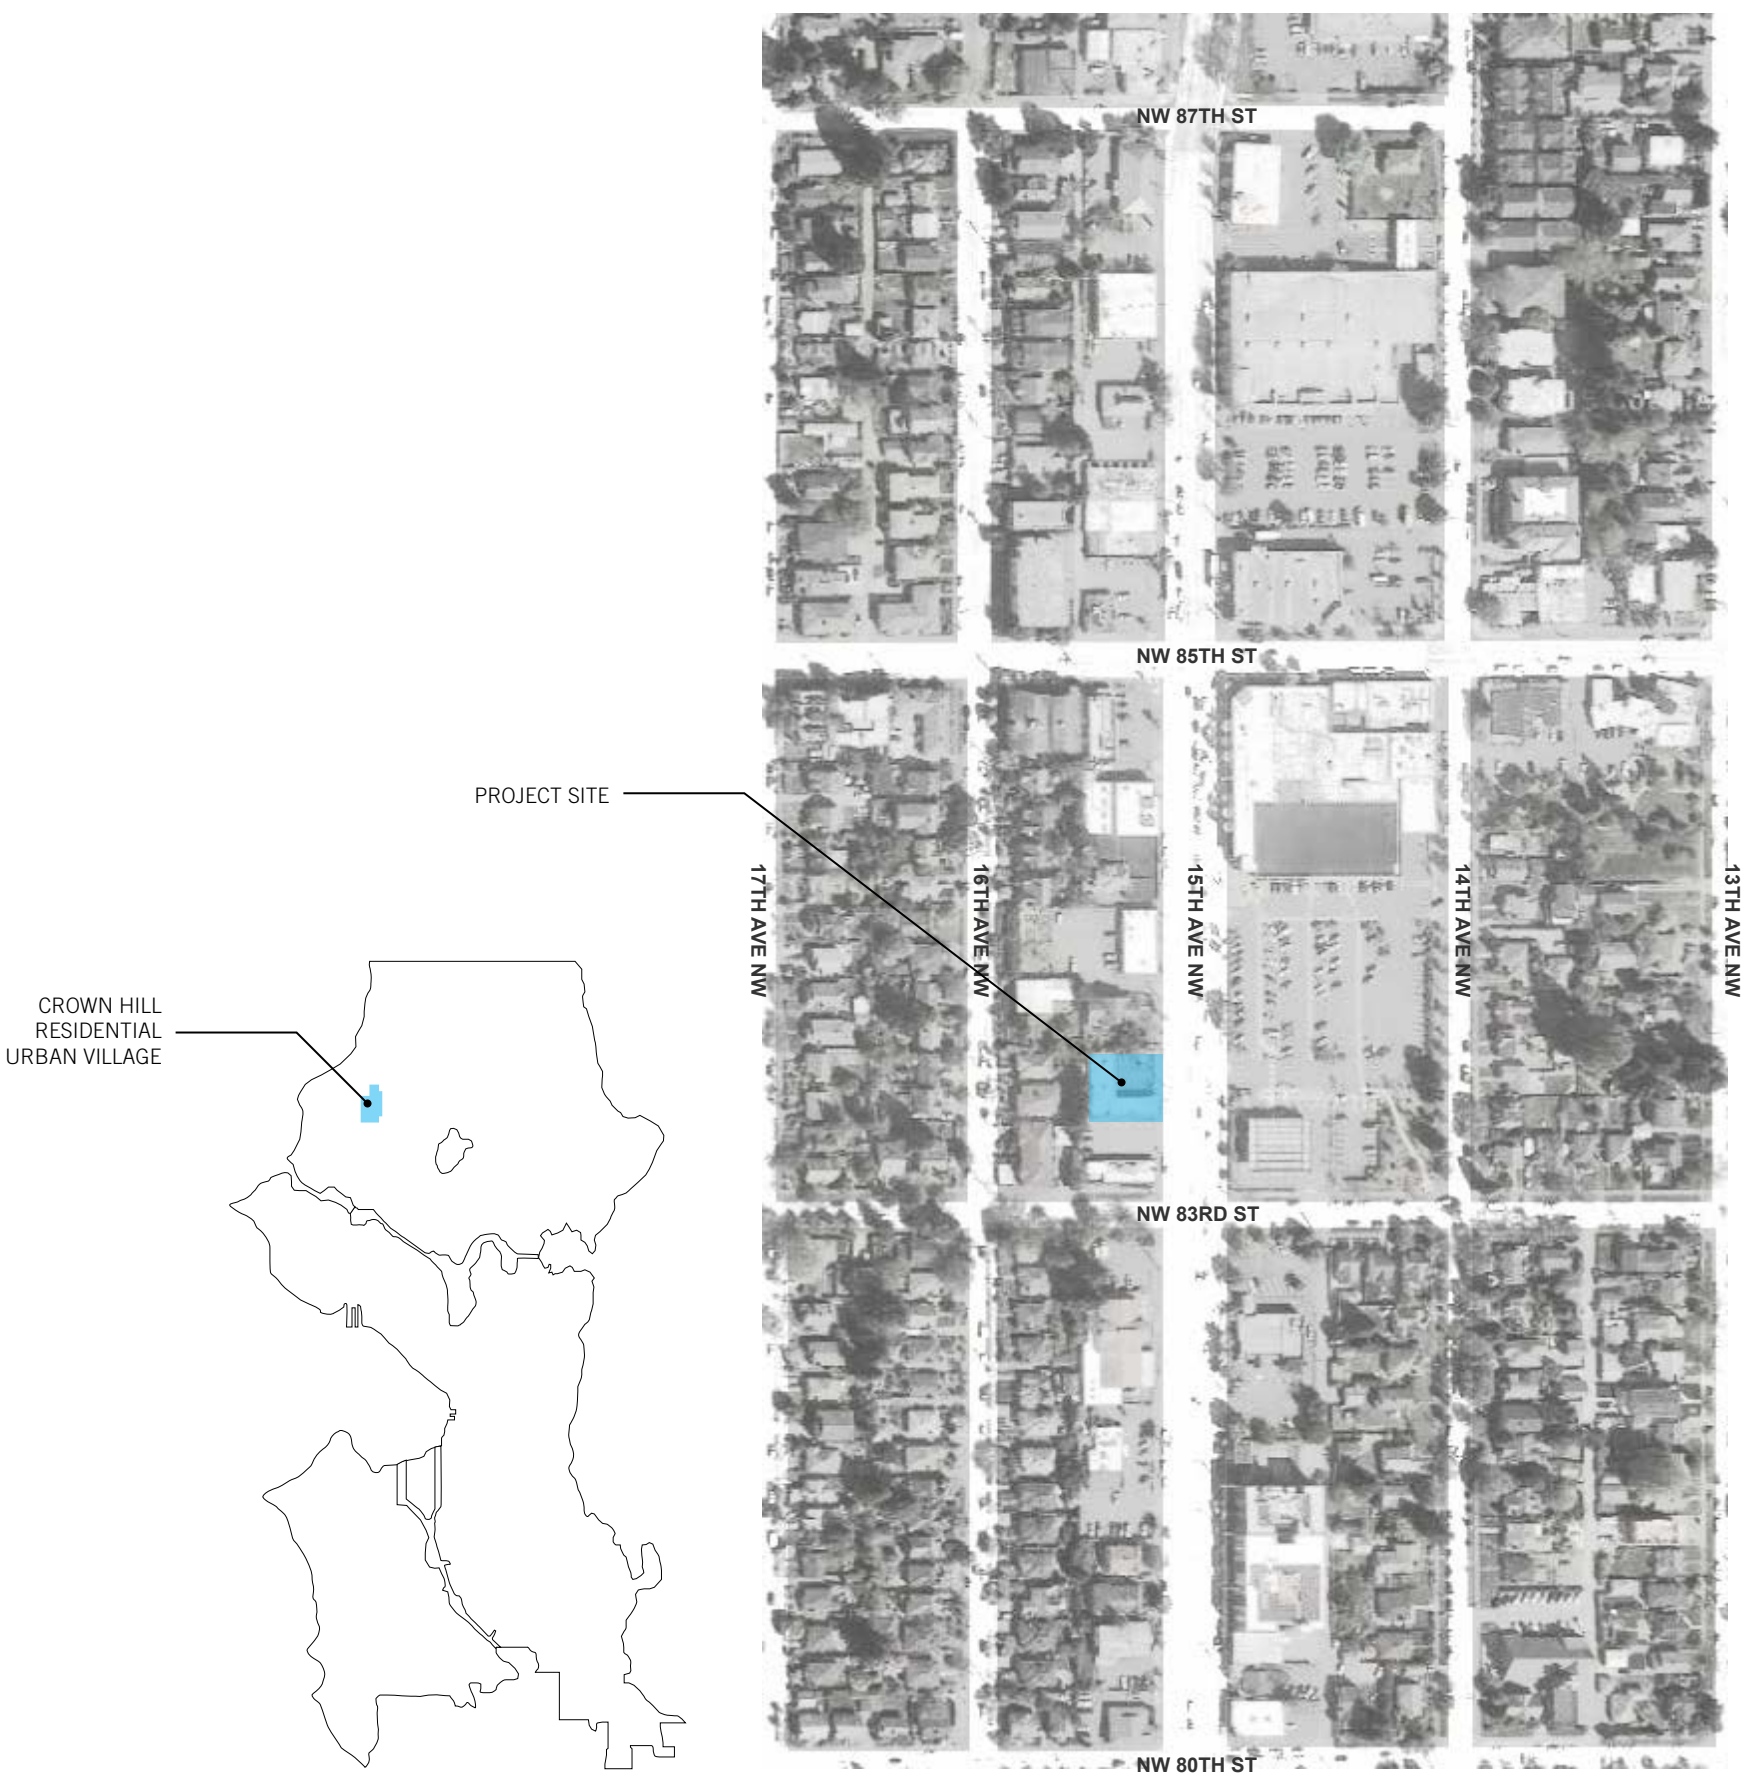 NW 87TH ST
NW 85TH ST
PROJECT SITE
17TH AVE NW
16TH AVE NW
15TH AVE NW
14TH AVE NW
13TH AVE NW
CROWN HILL
RESIDENTIAL
URBAN VILLAGE
NW 83RD ST
NW 80TH ST